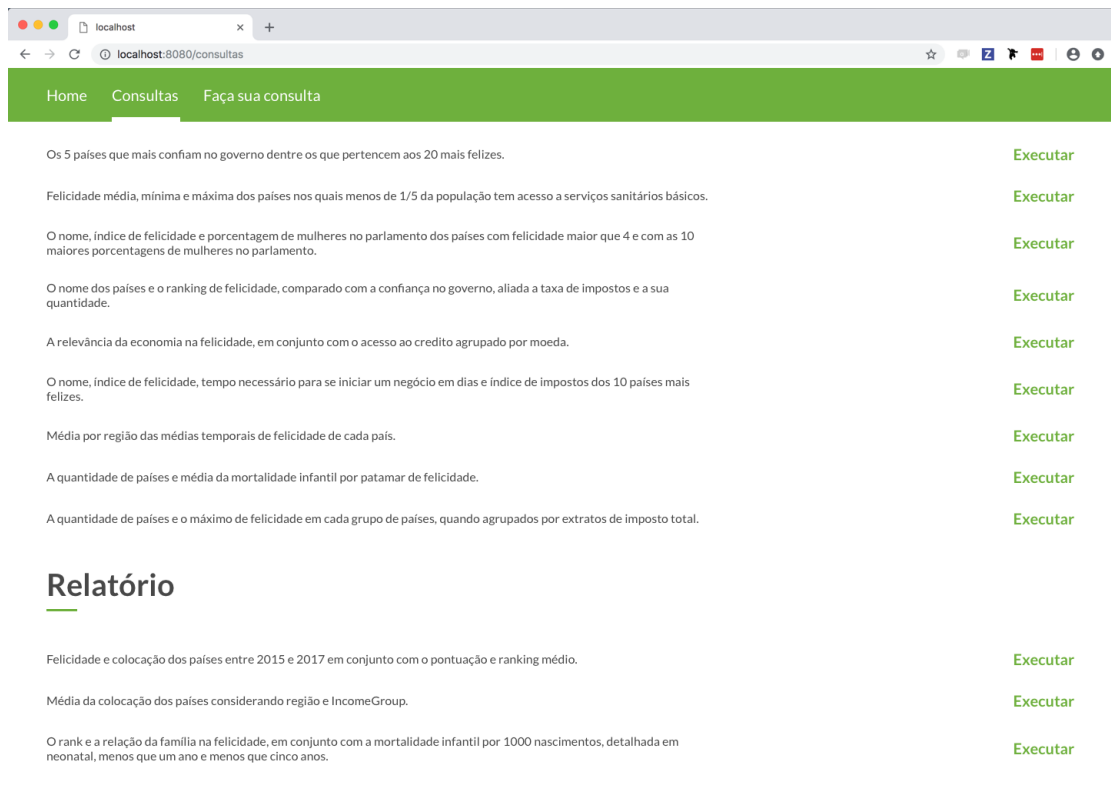 localhost
localhost:8080/consultas
Home Consultas Faça sua consulta
Os 5 países que mais confiam no governo dentre os que pertencem aos 20 mais felizes. Executar
Felicidade média, mínima e máxima dos países nos quais menos de 1/5 da população tem acesso a serviços sanitários básicos. Executar
O nome, índice de felicidade e porcentagem de mulheres no parlamento dos países com felicidade maior que 4 e com as 10
maiores porcentagens de mulheres no parlamento. Executar
O nome dos países e o ranking de felicidade, comparado com a confiança no governo, aliada a taxa de impostos e a sua
quantidade. Executar
A relevância da economia na felicidade, em conjunto com o acesso ao credito agrupado por moeda. Executar
O nome, índice de felicidade, tempo necessário para se iniciar um negócio em dias e índice de impostos dos 10 países mais
felizes. Executar
Média por região das médias temporais de felicidade de cada país. Executar
A quantidade de países e média da mortalidade infantil por patamar de felicidade. Executar
A quantidade de países e o máximo de felicidade em cada grupo de países, quando agrupados por extratos de imposto total. Executar
Relatório
Felicidade e colocação dos países entre 2015 e 2017 em conjunto com o pontuação e ranking médio. Executar
Média da colocação dos países considerando região e IncomeGroup. Executar
O rank e a relação da família na felicidade, em conjunto com a mortalidade infantil por 1000 nascimentos, detalhada em
neonatal, menos que um ano e menos que cinco anos. Executar